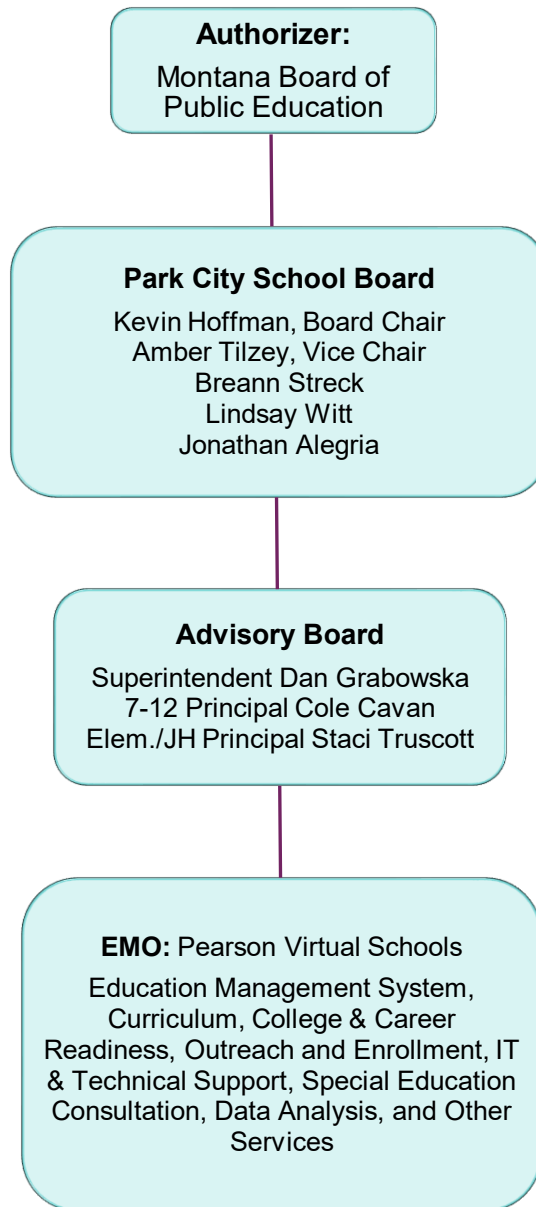 Authorizer:
Montana Board of
Public Education
Park City School Board
Kevin Hoffman, Board Chair
Amber Tilzey, Vice Chair
Breann Streck
Lindsay Witt
Jonathan Alegria
Advisory Board
Superintendent Dan Grabowska
7-12 Principal Cole Cavan
Elem./JH Principal Staci Truscott
EMO: Pearson Virtual Schools
Education Management System,
Curriculum, College & Career
Readiness, Outreach and Enrollment, IT
& Technical Support, Special Education
Consultation, Data Analysis, and Other
Services